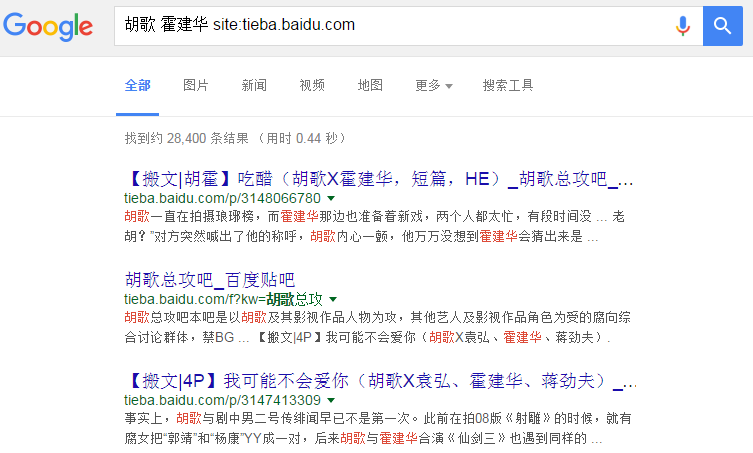 Google
胡歌 霍建华 site:tieba.baidu.com
全部 图片 新闻 视频 地图 更多 搜索工具
找到约 28,400 条结果 （用时 0.44 秒）
【搬文|胡霍】吃醋（胡歌X霍建华，短篇，HE）_胡歌总攻吧_...
tieba.baidu.com/p/3148066780
胡歌一直在拍摄琅琊榜，而霍建华那边也准备着新戏，两个人都太忙，有段时间没 ... 老
胡？”对方突然喊出了他的称呼，胡歌内心一颤，他万万没想到霍建华会猜出来是 ...
胡歌总攻吧_百度贴吧
tieba.baidu.com/f?kw=胡歌总攻
胡歌总攻吧本吧是以胡歌及其影视作品人物为攻，其他艺人及影视作品角色为受的腐向综
合讨论群体，禁BG ... 【搬文|4P】我可能不会爱你（胡歌X袁弘、霍建华、蒋劲夫）.
【搬文|4P】我可能不会爱你（胡歌X袁弘、霍建华、蒋劲夫）_...
tieba.baidu.com/p/3147413309
事实上，胡歌与剧中男二号传绯闻早已不是第一次。此前在拍08版《射雕》的时候，就有
腐女把“郭靖”和“杨康”YY成一对，后来胡歌与霍建华合演《仙剑三》也遇到同样的 ...